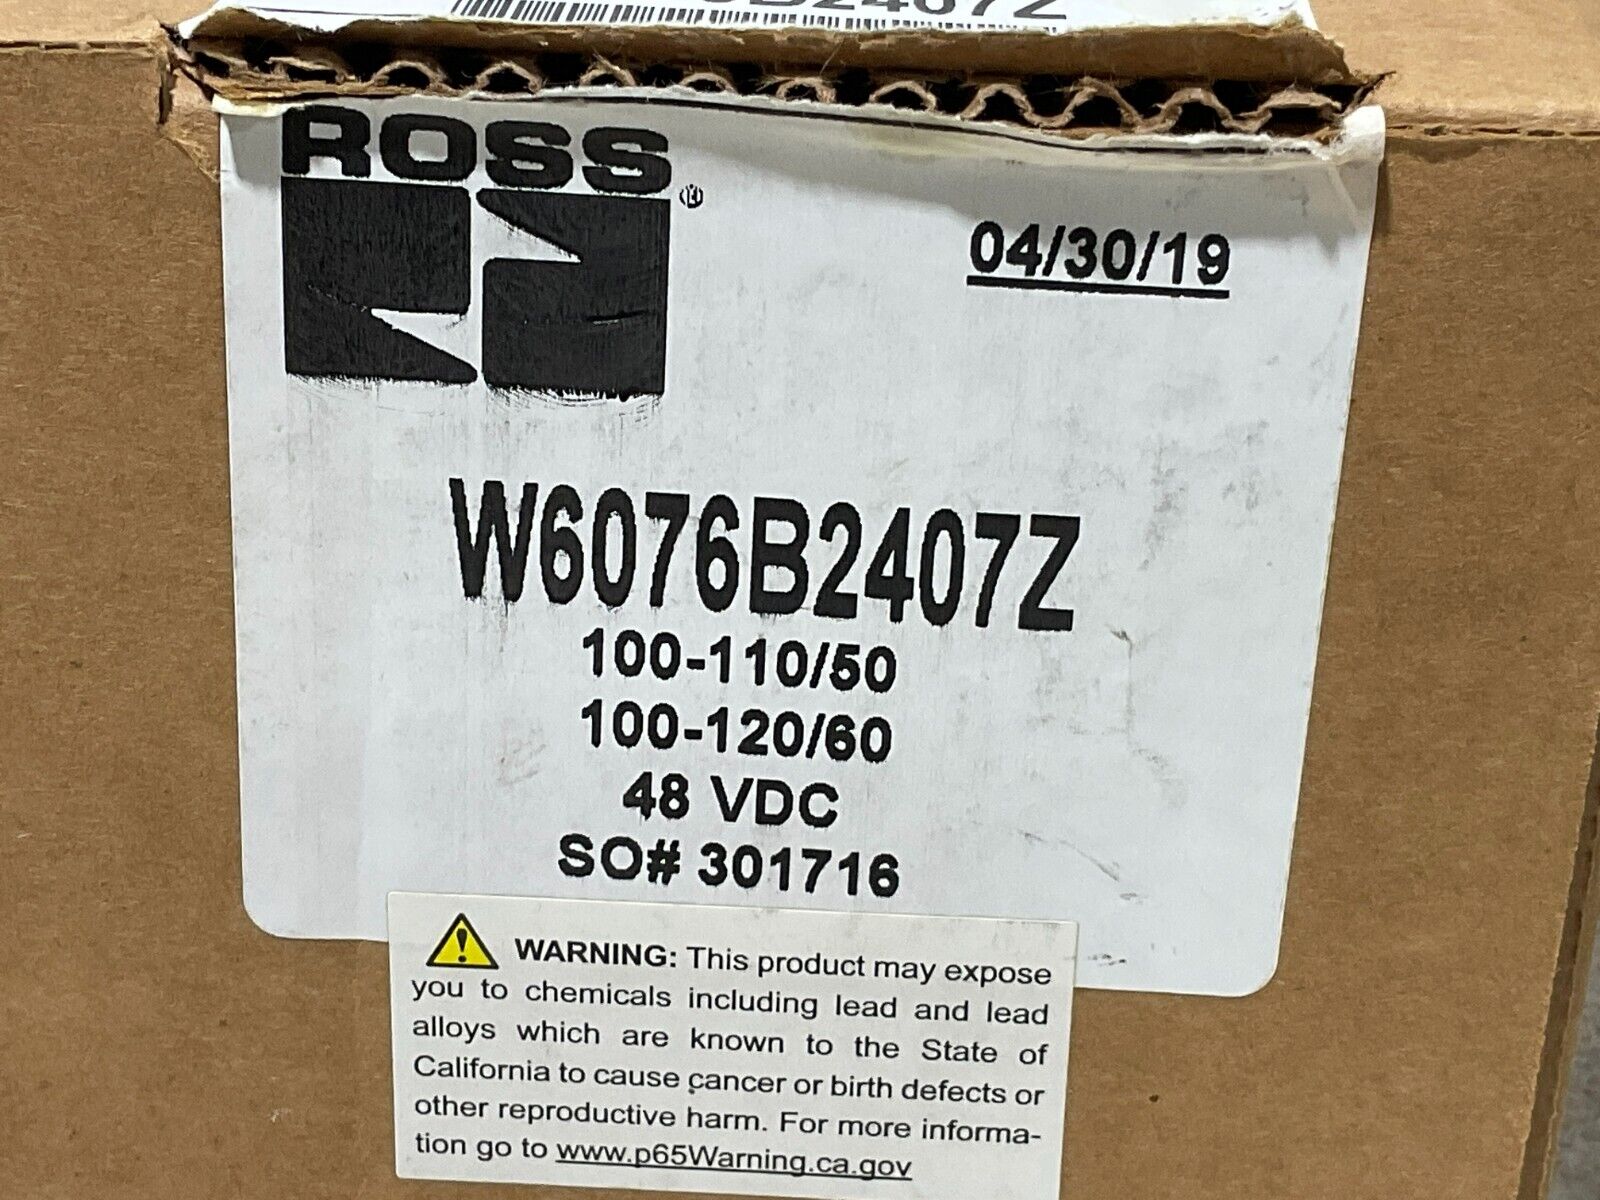 ROSS
04/30/19
W6076B2407Z
100-110/50
100-120/60
48 VDC
SO# 301716
WARNING: This product may expose
you to chemicals including lead and lead
alloys which are known to the State of
California to cause cancer or birth defects or
other reproductive harm. For more informa-
tion go to www.p65Warning.ca.gov